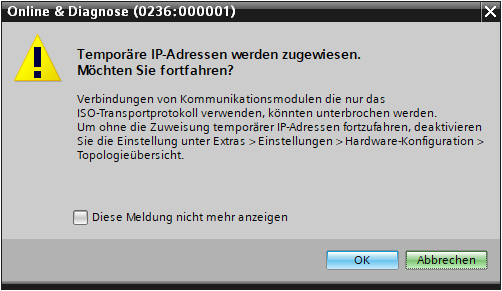 Online & Diagnose (0236:000001)
Temporäre IP-Adressen werden zugewiesen.
Möchten Sie fortfahren?
Verbindungen von Kommunikationsmodulen die nur das
ISO-Transportprotokoll verwenden, könnten unterbrochen werden.
Um ohne die Zuweisung temporärer IP-Adressen fortzufahren, deaktivieren
Sie die Einstellung unter Extras > Einstellungen > Hardware-Konfiguration >
Topologieübersicht.
Diese Meldung nicht mehr anzeigen
OK Abbrechen